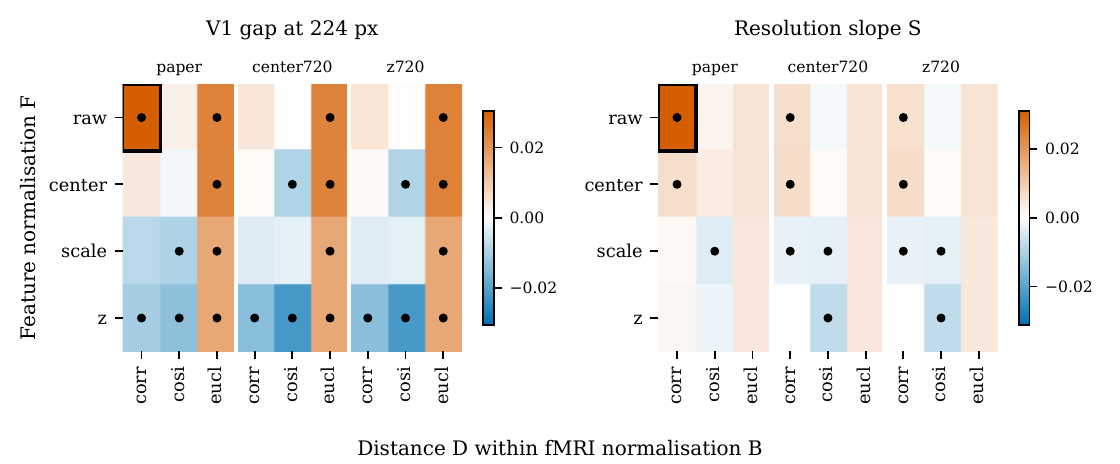 V1 gap at 224 px
Resolution slope S
paper center720 z720
paper center720 z720
Feature normalisation F
raw
center
scale
z
0.02
0.00
−0.02
raw
center
scale
z
0.02
0.00
−0.02
corr cosi eucl corr cosi eucl corr cosi eucl
corr cosi eucl corr cosi eucl corr cosi eucl
Distance D within fMRI normalisation B